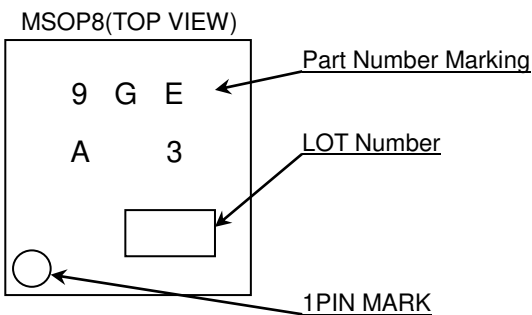 MSOP8(TOP VIEW)
Part Number Marking
9 G E
A 3
LOT Number
1PIN MARK